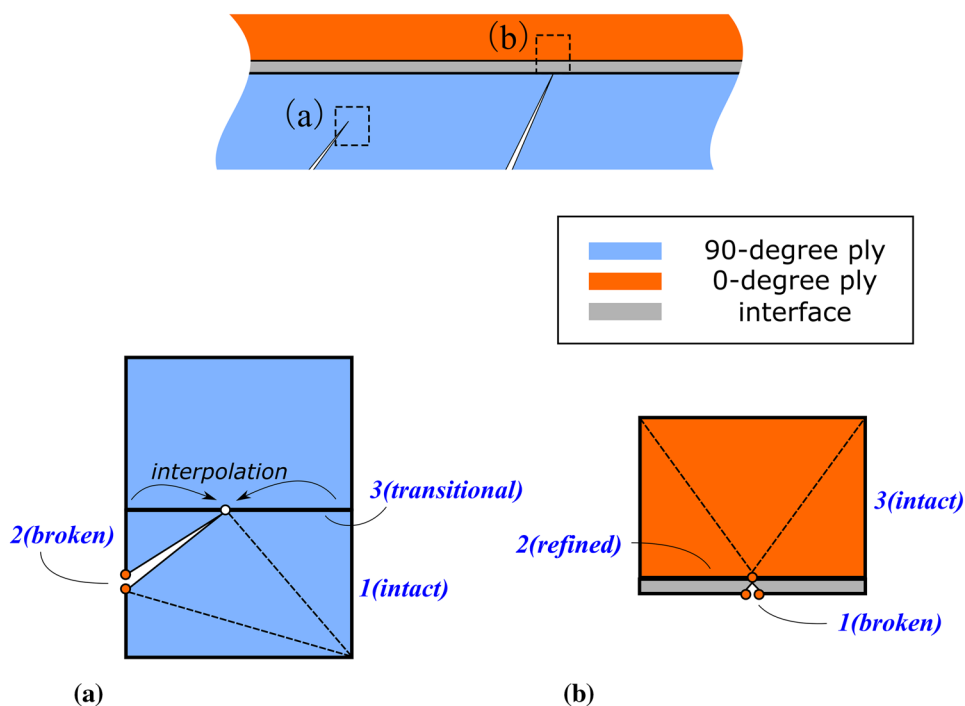 (b)
(a)
90-degree ply
0-degree ply
interface
interpolation
3(transitional)
2(broken)
1(intact)
3(intact)
2(refined)
1(broken)
(a)
(b)